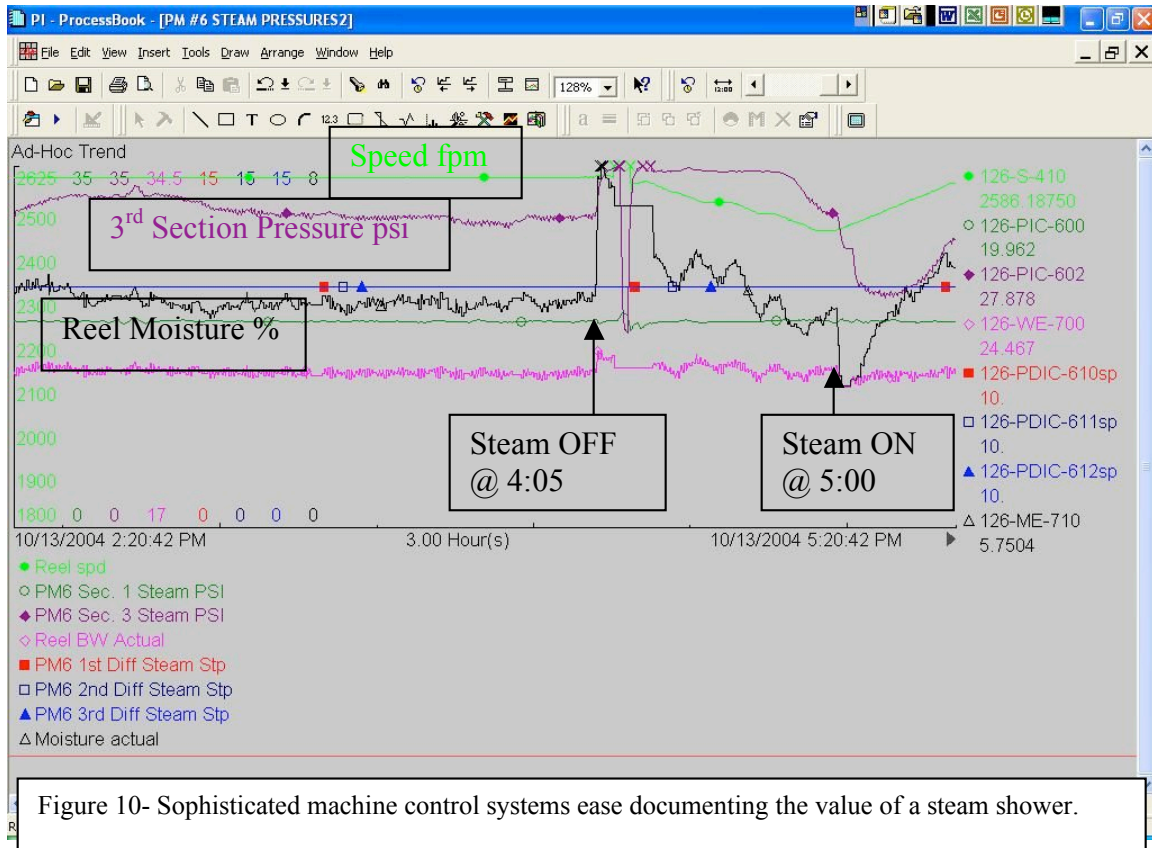 PI - ProcessBook - [PM #6 STEAM PRESSURES2]
File Edit View Insert Tools Draw Arrange Window Help
128%
Ad-Hoc Trend
2625 35 35 34.5 15 15 15 8
Speed fpm
3rd Section Pressure psi
Reel Moisture %
2500
2400
2300
2200
2100
2000
1900
1800 0 0 17 0 0 0 0
Steam OFF
@ 4:05
Steam ON
@ 5:00
126-S-410
2586.18750
126-PIC-600
19.962
126-PIC-602
27.878
126-WE-700
24.467
126-PDIC-610sp
10.
126-PDIC-611sp
10.
126-PDIC-612sp
10.
126-ME-710
5.7504
10/13/2004 2:20:42 PM 3.00 Hour(s) 10/13/2004 5:20:42 PM
Reel spd
PM6 Sec. 1 Steam PSI
PM6 Sec. 3 Steam PSI
Reel BW Actual
PM6 1st Diff Steam Stp
PM6 2nd Diff Steam Stp
PM6 3rd Diff Steam Stp
Moisture actual
Figure 10- Sophisticated machine control systems ease documenting the value of a steam shower.